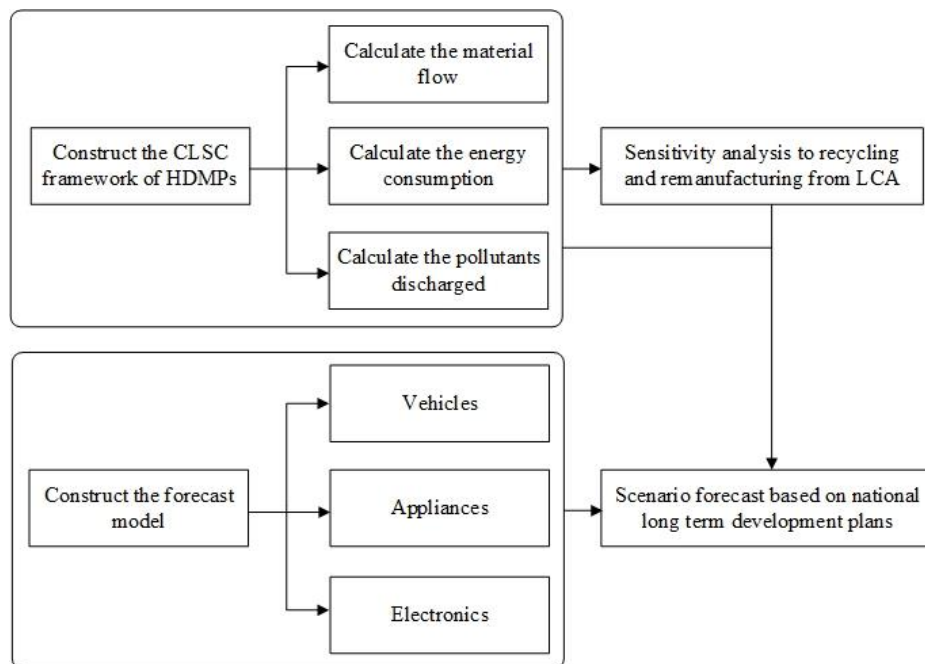 Calculate the material
flow
Construct the CLSC
framework of HDMPs
Calculate the energy
consumption
Sensitivity analysis to recycling
and remanufacturing from LCA
Calculate the pollutants
discharged
Vehicles
Construct the forecast
model
Appliances
Scenario forecast based on national
long term development plans
Electronics